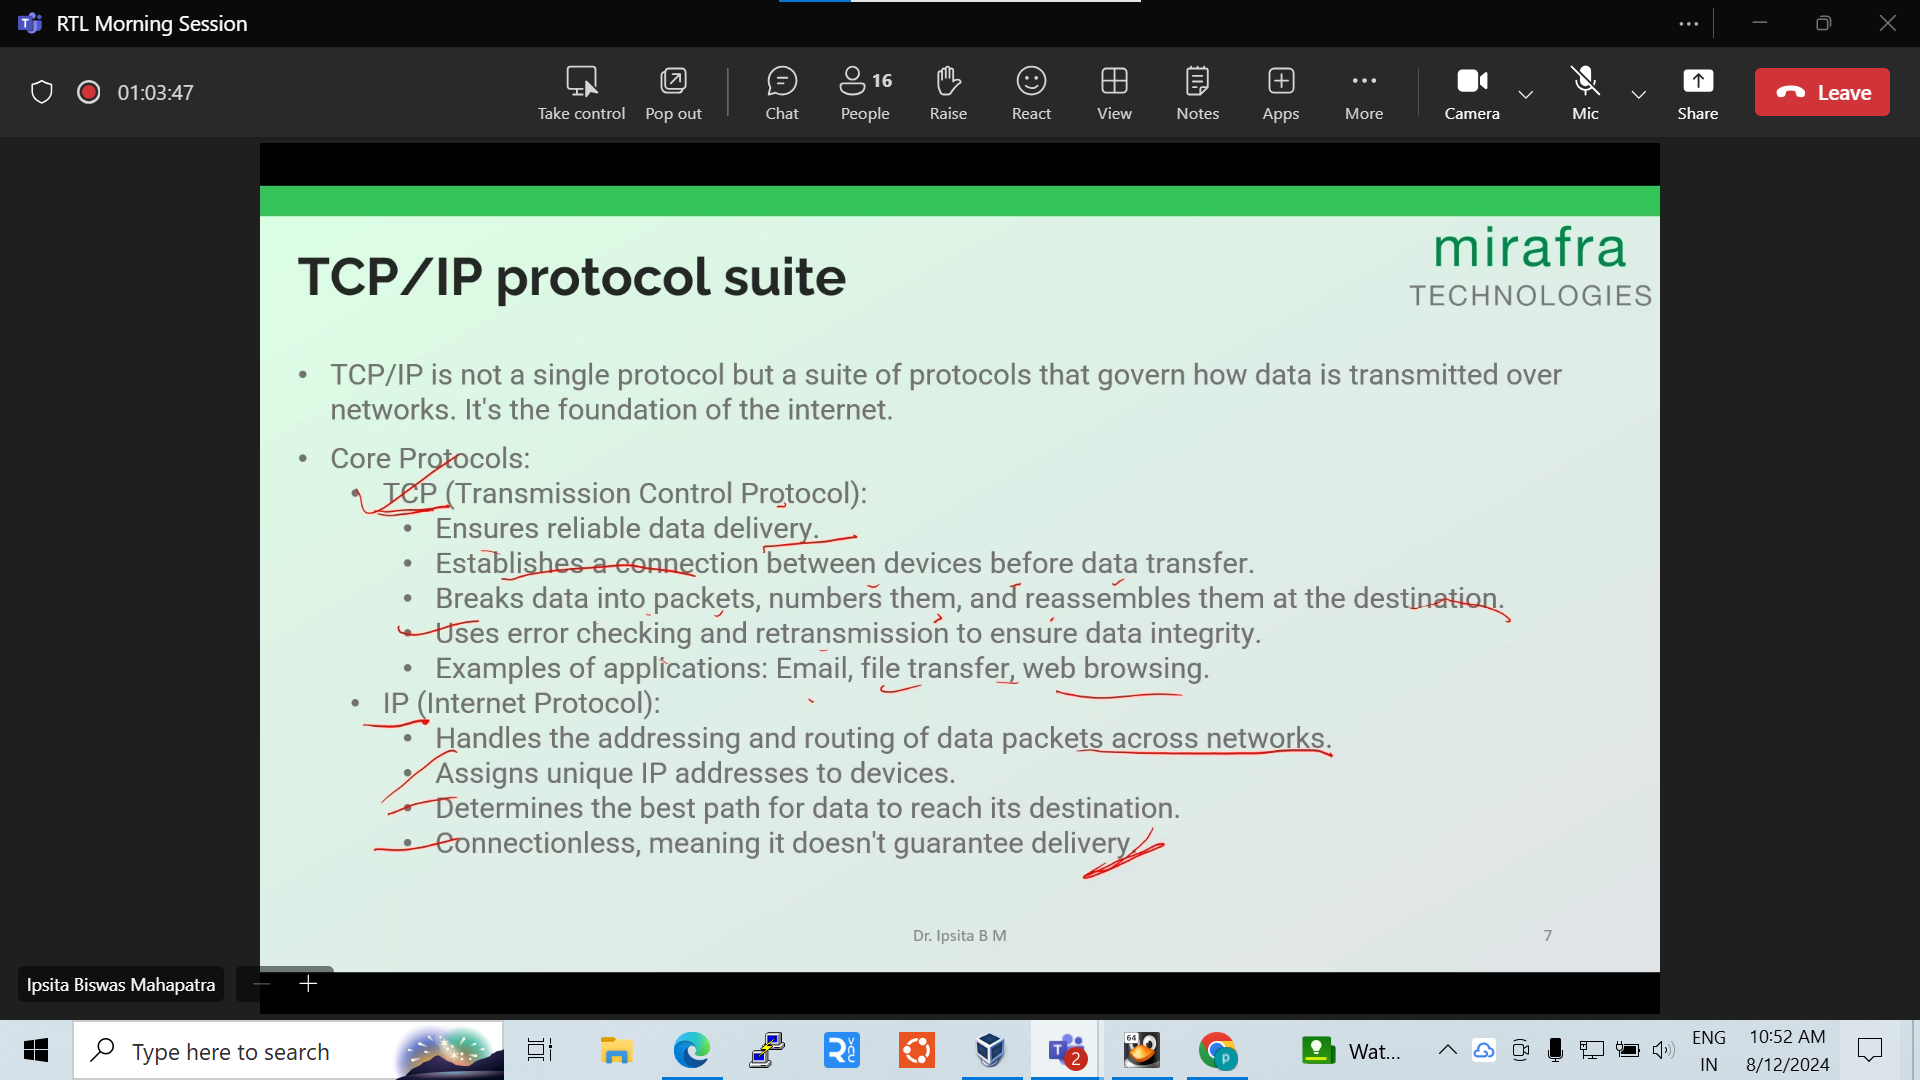 RTL Morning Session
01:03:47
Take control
Pop out
Chat
16
People
Raise
React
View
Notes
Apps
More
Camera
Mic
Share
Leave
mirafra
TECHNOLOGIES
TCP/IP protocol suite
• TCP/IP is not a single protocol but a suite of protocols that govern how data is transmitted over
networks. It's the foundation of the internet.
• Core Protocols:
• TCP (Transmission Control Protocol):
• Ensures reliable data delivery.
• Establishes a connection between devices before data transfer.
• Breaks data into packets, numbers them, and reassembles them at the destination.
• Uses error checking and retransmission to ensure data integrity.
• Examples of applications: Email, file transfer, web browsing.
• IP (Internet Protocol):
• Handles the addressing and routing of data packets across networks.
• Assigns unique IP addresses to devices.
• Determines the best path for data to reach its destination.
• Connectionless, meaning it doesn't guarantee delivery.
Dr. Ipsita B M
7
Ipsita Biswas Mahapatra
Type here to search
2
64
p
Wat...
ENG
IN
10:52 AM
8/12/2024